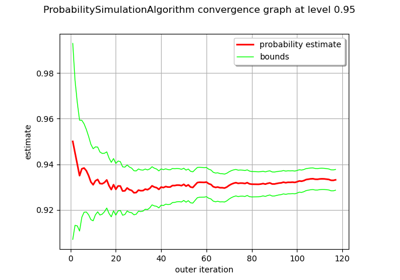 ProbabilitySimulationAlgorithm convergence graph at level 0.95
probability estimate
bounds
0.98
0.96
0.94
0.92
estimate
0
20
40
60
80
100
120
outer iteration